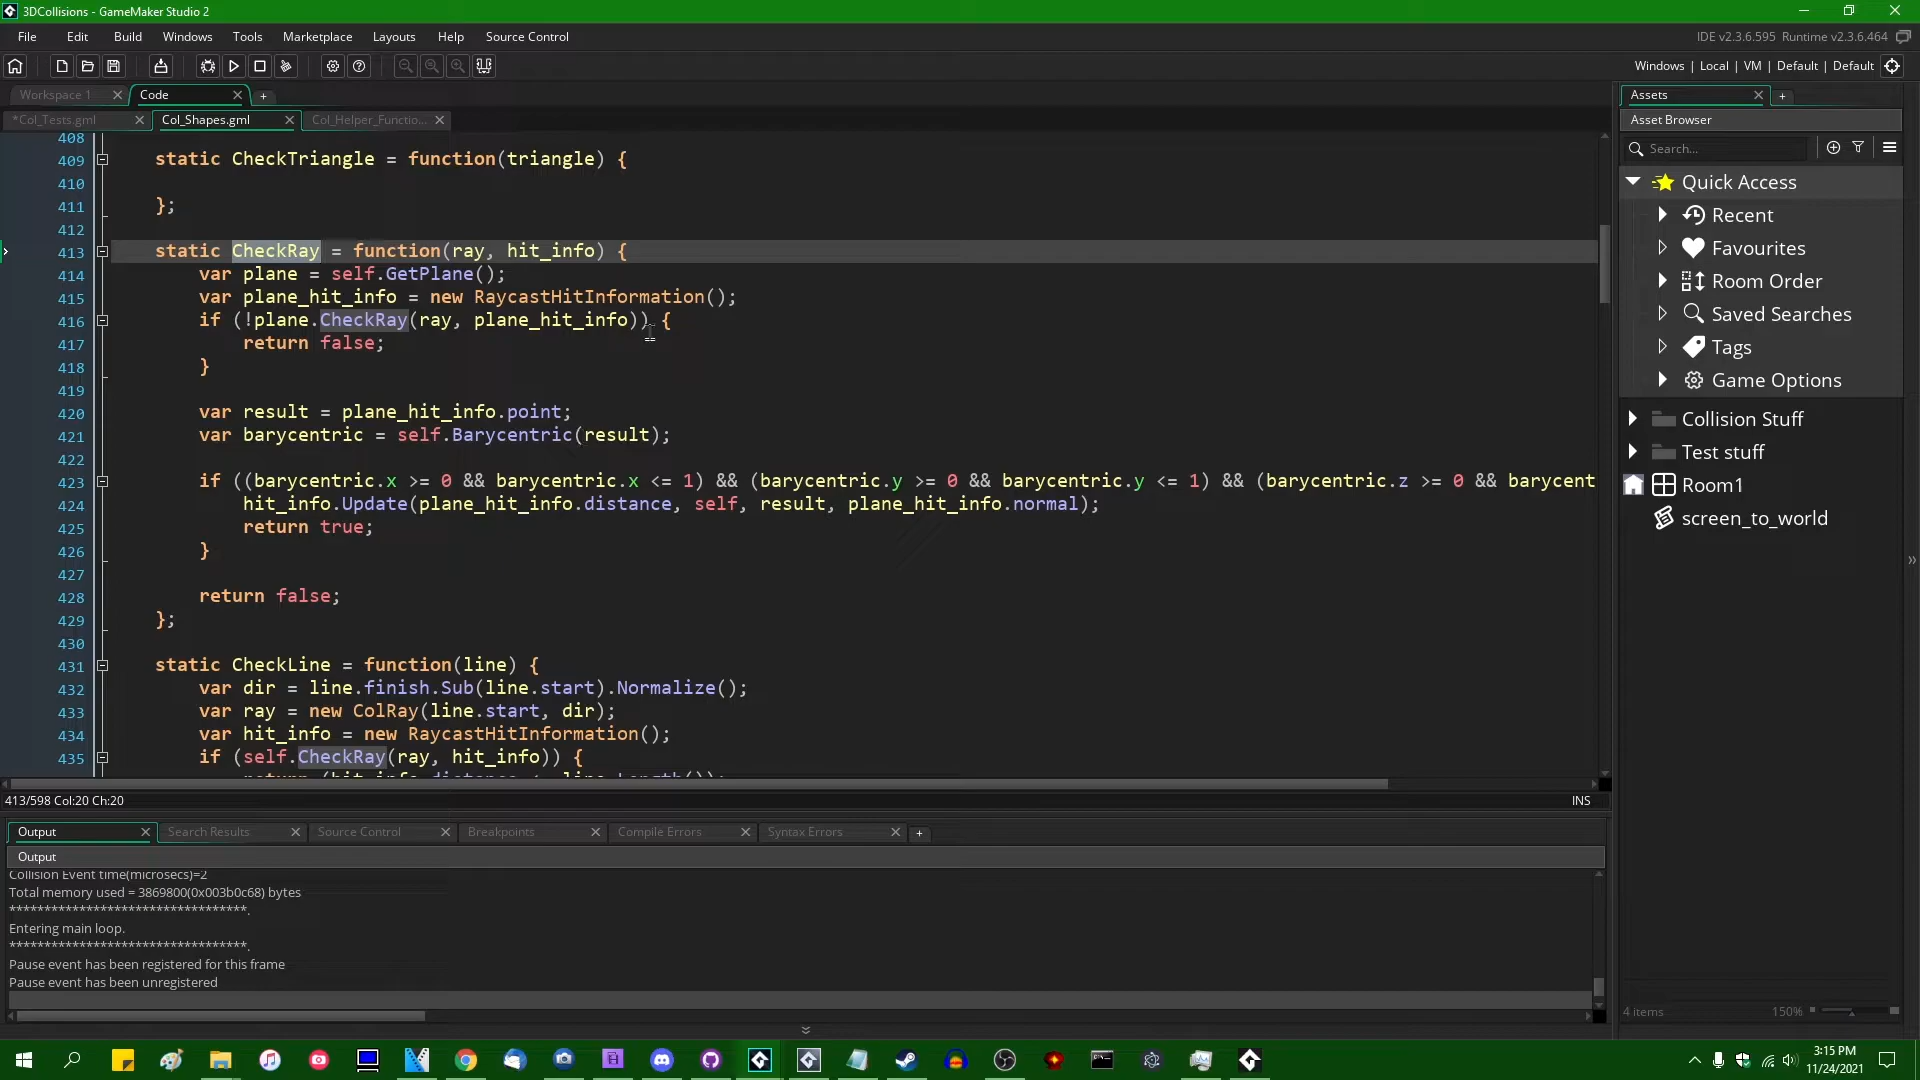 3DCollisions - GameMaker Studio 2
File Edit Build Windows Tools Marketplace Layouts Help Source Control
IDE v2.3.6.595 Runtime v2.3.6.464
Windows | Local | VM | Default | Default
Workspace 1
Code
*Col_Tests.gml
Col_Shapes.gml
Col_Helper_Functio...
408
409 static CheckTriangle = function(triangle) {
410
411 };
412
413 static CheckRay = function(ray, hit_info) {
414 var plane = self.GetPlane();
415 var plane_hit_info = new RaycastHitInformation();
416 if (!plane.CheckRay(ray, plane_hit_info)) {
417 return false;
418 }
419
420 var result = plane_hit_info.point;
421 var barycentric = self.Barycentric(result);
422
423 if ((barycentric.x >= 0 && barycentric.x <= 1) && (barycentric.y >= 0 && barycentric.y <= 1) && (barycentric.z >= 0 && barycent
424 hit_info.Update(plane_hit_info.distance, self, result, plane_hit_info.normal);
425 return true;
426 }
427
428 return false;
429 };
430
431 static CheckLine = function(line) {
432 var dir = line.finish.Sub(line.start).Normalize();
433 var ray = new ColRay(line.start, dir);
434 var hit_info = new RaycastHitInformation();
435 if (self.CheckRay(ray, hit_info)) {
413/598 Col:20 Ch:20
INS
Output
Search Results
Source Control
Breakpoints
Compile Errors
Syntax Errors
Output
Collision Event time(microsecs)=2
Total memory used = 3869800(0x003b0c68) bytes
***********************************.
Entering main loop.
***********************************.
Pause event has been registered for this frame
Pause event has been unregistered
Assets
Asset Browser
Search...
Quick Access
Recent
Favourites
Room Order
Saved Searches
Tags
Game Options
Collision Stuff
Test stuff
Room1
screen_to_world
4 items
150%
3:15 PM
11/24/2021